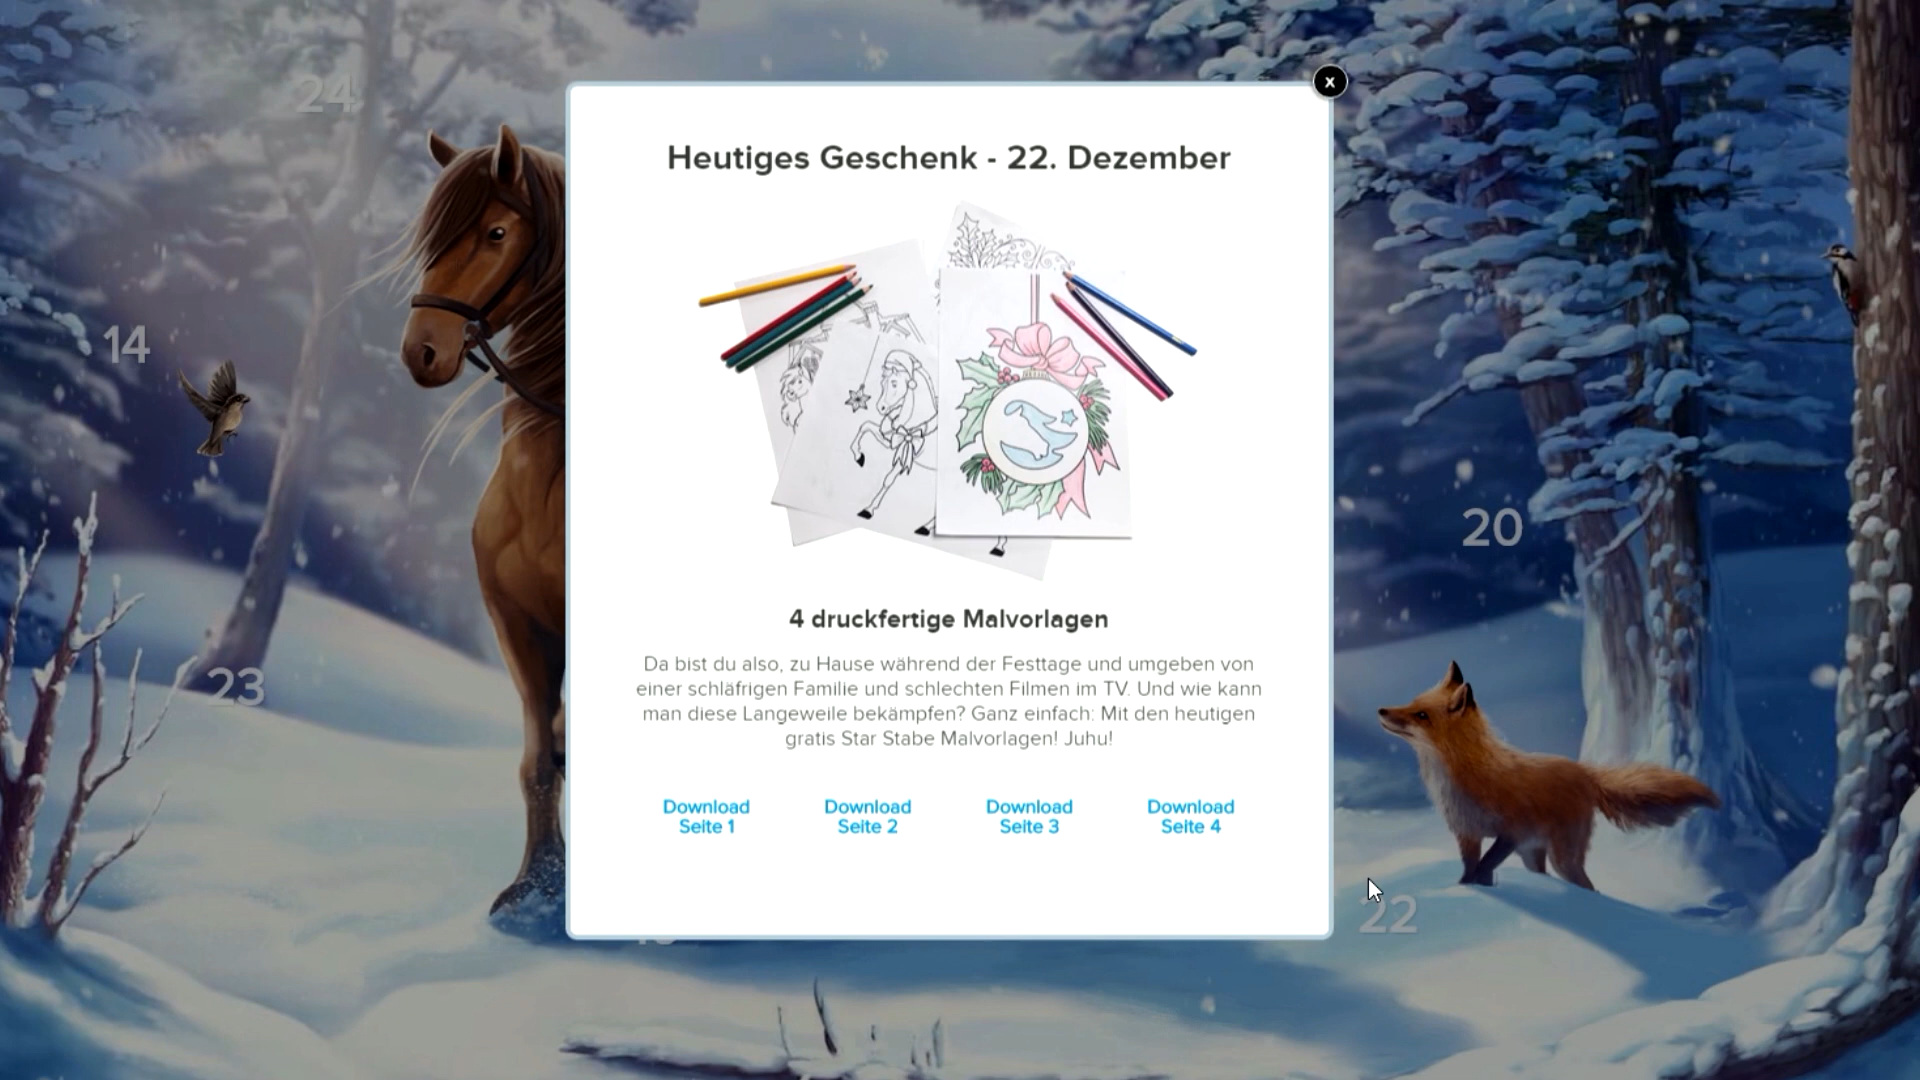 24
x
Heutiges Geschenk - 22. Dezember
14
20
4 druckfertige Malvorlagen
Da bist du also, zu Hause während der Festtage und umgeben von
einer schläfrigen Familie und schlechten Filmen im TV. Und wie kann
man diese Langeweile bekämpfen? Ganz einfach: Mit den heutigen
gratis Star Stabe Malvorlagen! Juhu!
23
Download
Seite 1
Download
Seite 2
Download
Seite 3
Download
Seite 4
22